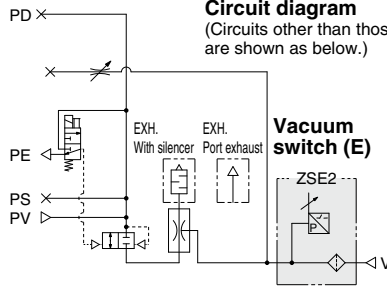 Circuit diagram
(Circuits other than thos
are shown as below.)
PD
EXH.
With silencer
EXH.
Port exhaust
Vacuum
switch (E)
PE
ZSE2
PS
PV
P
V